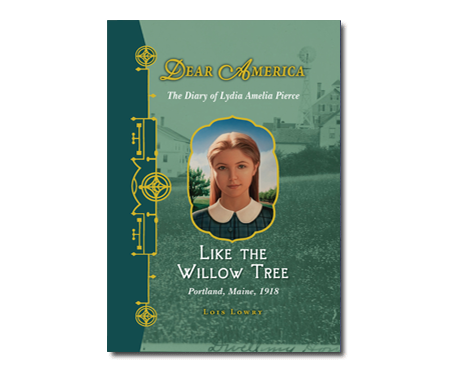 Dear America
The Diary of Lydia Amelia Pierce
Like the
Willow Tree
Portland, Maine, 1918
Lois Lowry